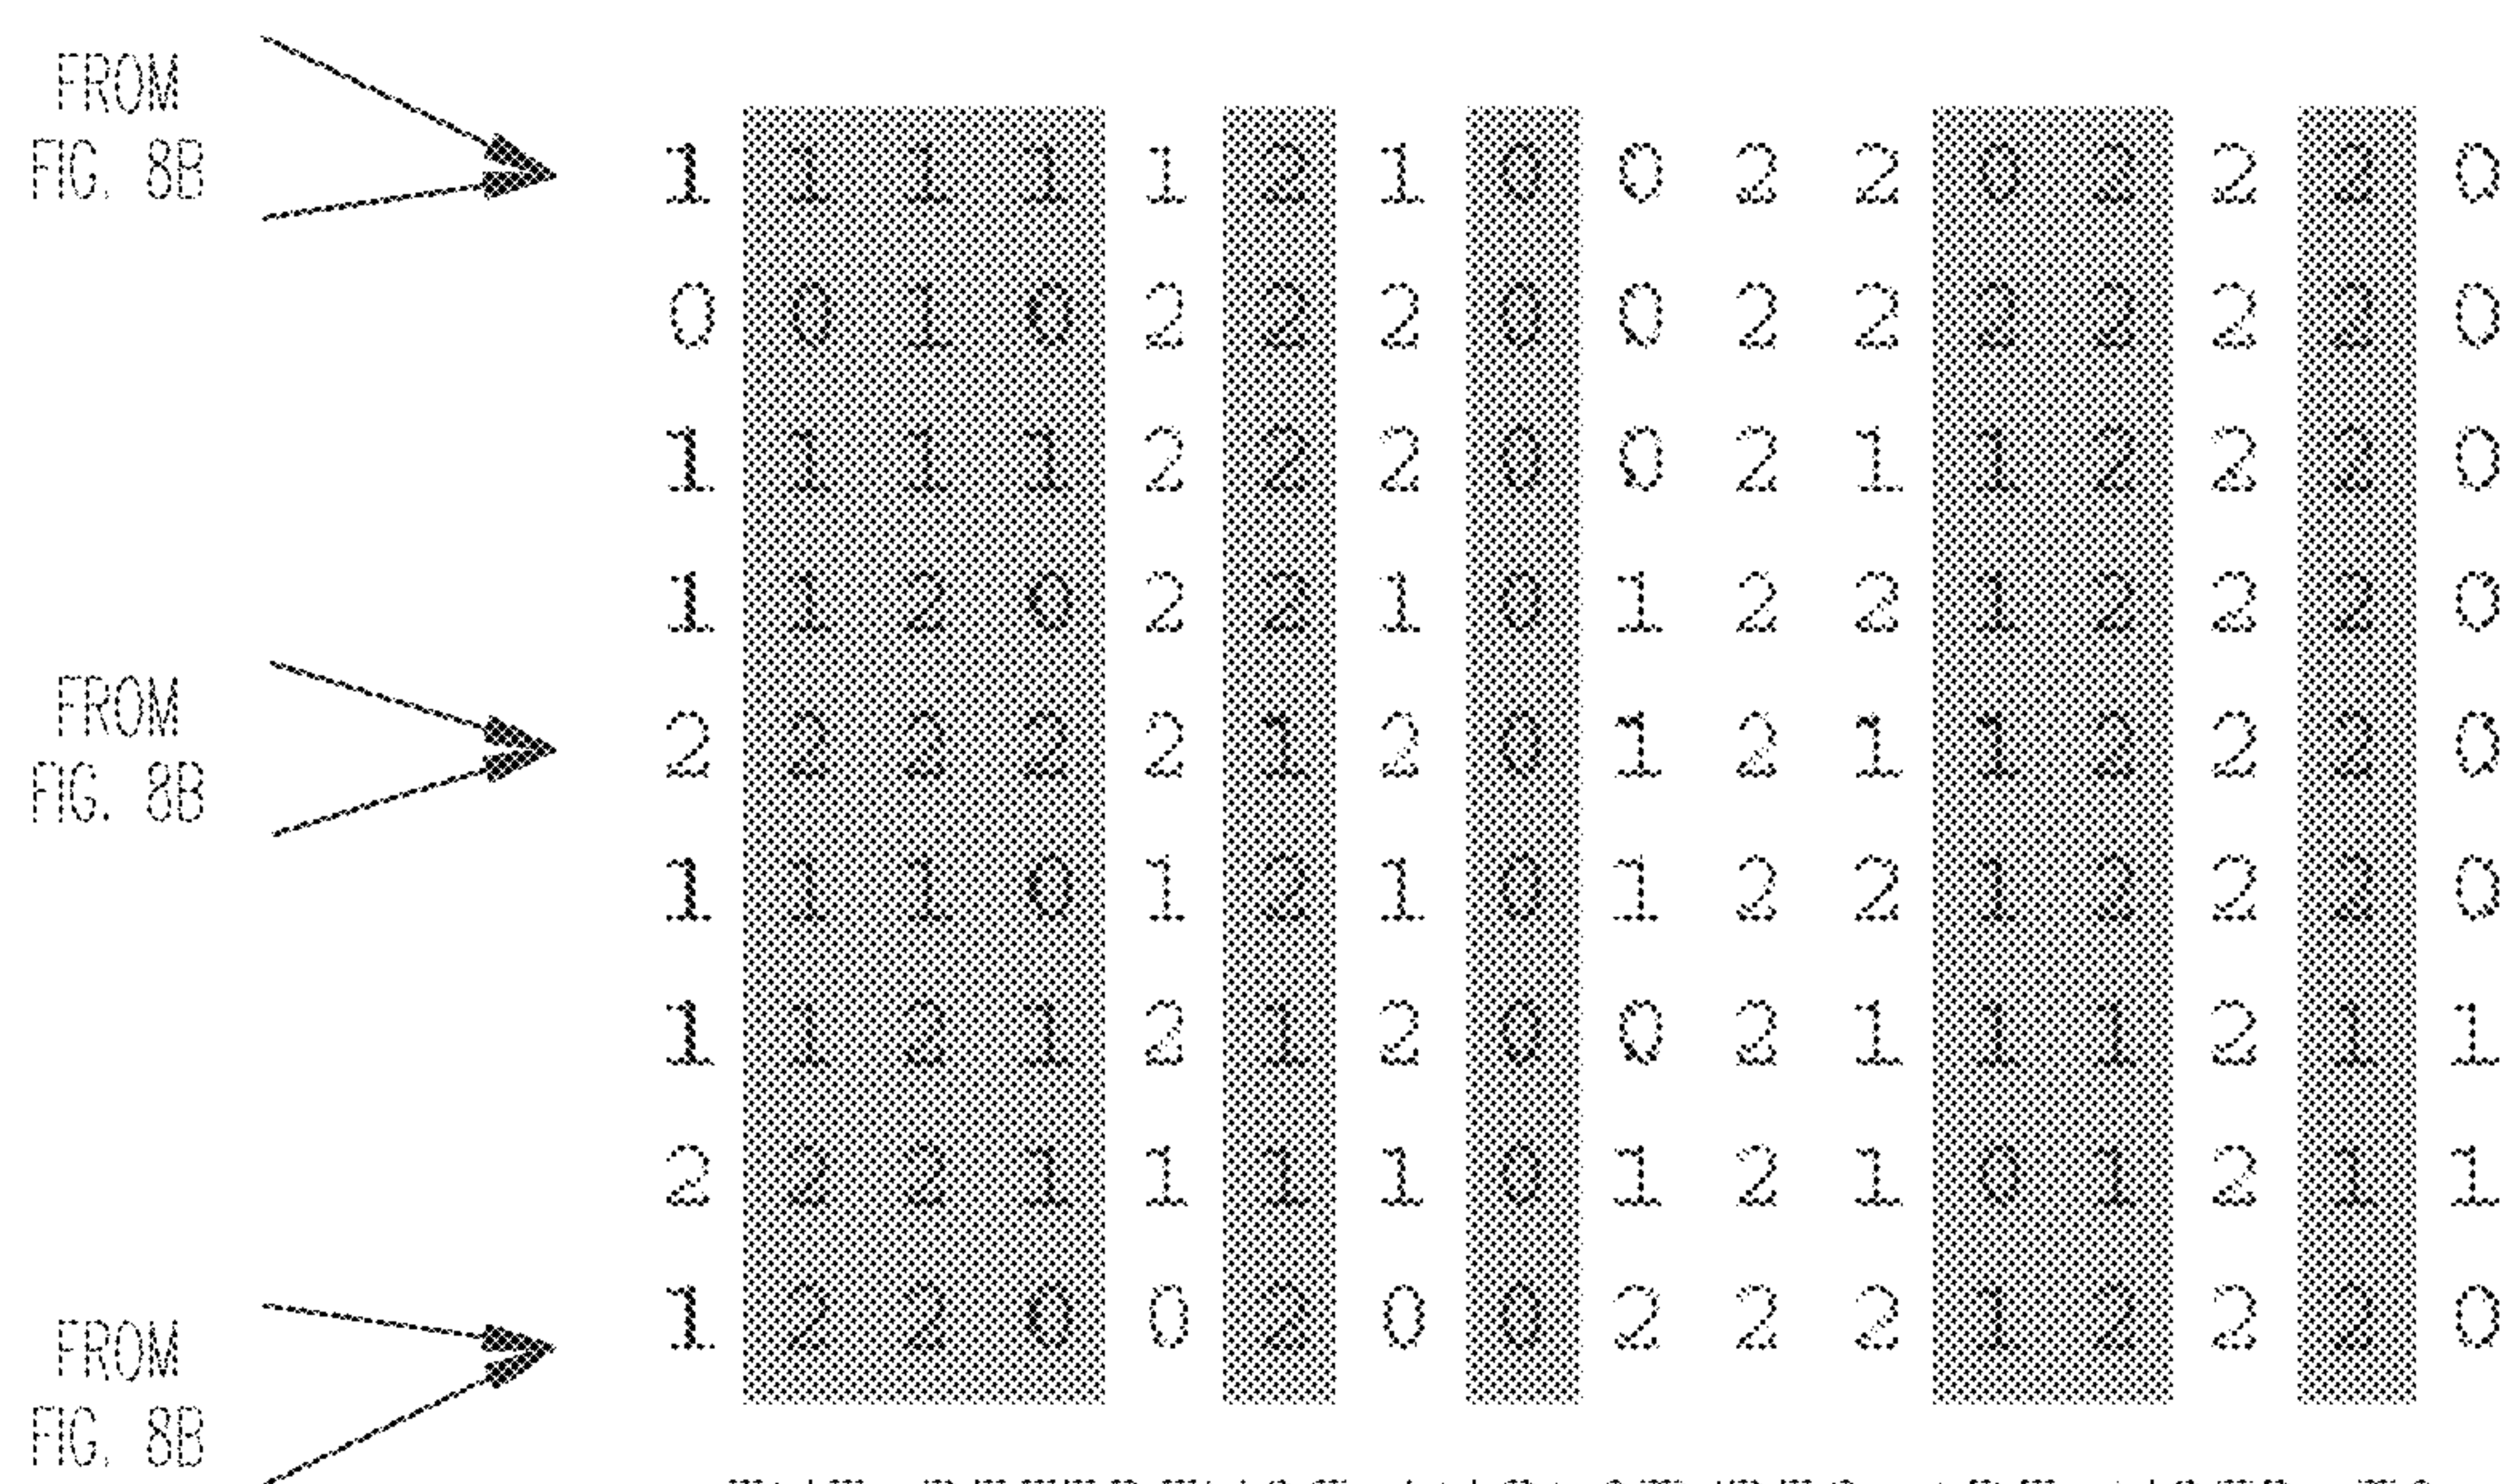 FROM
FIG. 8B
1 1 1 1 1 2 1 0 0 2 2 0 2 2 2 0
0 0 1 0 2 2 2 0 0 2 2 2 2 2 2 0
1 1 1 1 2 2 2 0 0 2 1 1 2 2 2 0
1 1 2 0 2 2 1 0 1 2 2 1 2 2 2 0
FROM
FIG. 8B
2 2 2 2 2 1 2 0 1 2 1 1 2 2 2 0
1 1 1 0 1 2 1 0 1 2 2 1 2 2 2 0
1 1 2 1 2 1 2 0 0 2 1 1 1 2 1 1
2 2 2 1 1 1 1 0 1 2 1 0 1 2 1 1
FROM
FIG. 8B
1 2 2 0 0 2 0 0 2 2 2 1 2 2 2 0